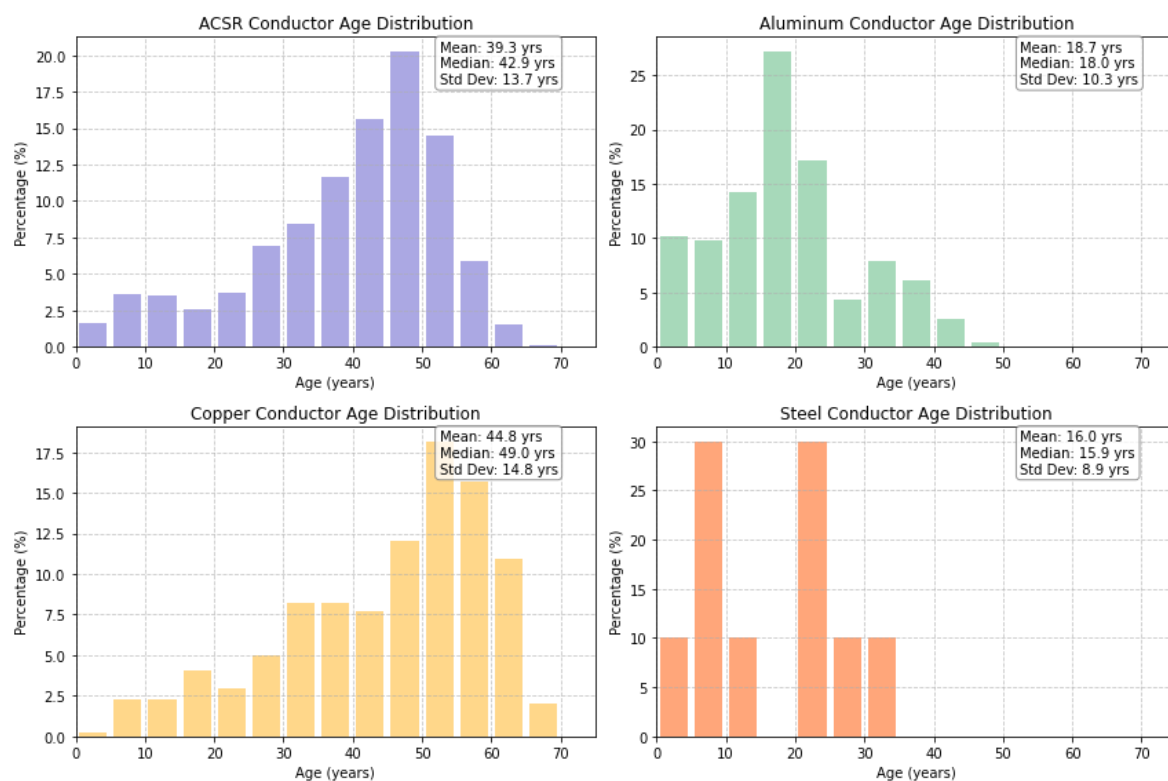 ACSR Conductor Age Distribution
Mean: 39.3 yrs
Median: 42.9 yrs
Std Dev: 13.7 yrs
20.0
17.5
15.0
12.5
10.0
7.5
5.0
2.5
0.0
Percentage (%)
0 10 20 30 40 50 60 70
Age (years)
Aluminum Conductor Age Distribution
Mean: 18.7 yrs
Median: 18.0 yrs
Std Dev: 10.3 yrs
25
20
15
10
5
0
Percentage (%)
0 10 20 30 40 50 60 70
Age (years)
Copper Conductor Age Distribution
Mean: 44.8 yrs
Median: 49.0 yrs
Std Dev: 14.8 yrs
17.5
15.0
12.5
10.0
7.5
5.0
2.5
0.0
Percentage (%)
0 10 20 30 40 50 60 70
Age (years)
Steel Conductor Age Distribution
Mean: 16.0 yrs
Median: 15.9 yrs
Std Dev: 8.9 yrs
30
25
20
15
10
5
0
Percentage (%)
0 10 20 30 40 50 60 70
Age (years)